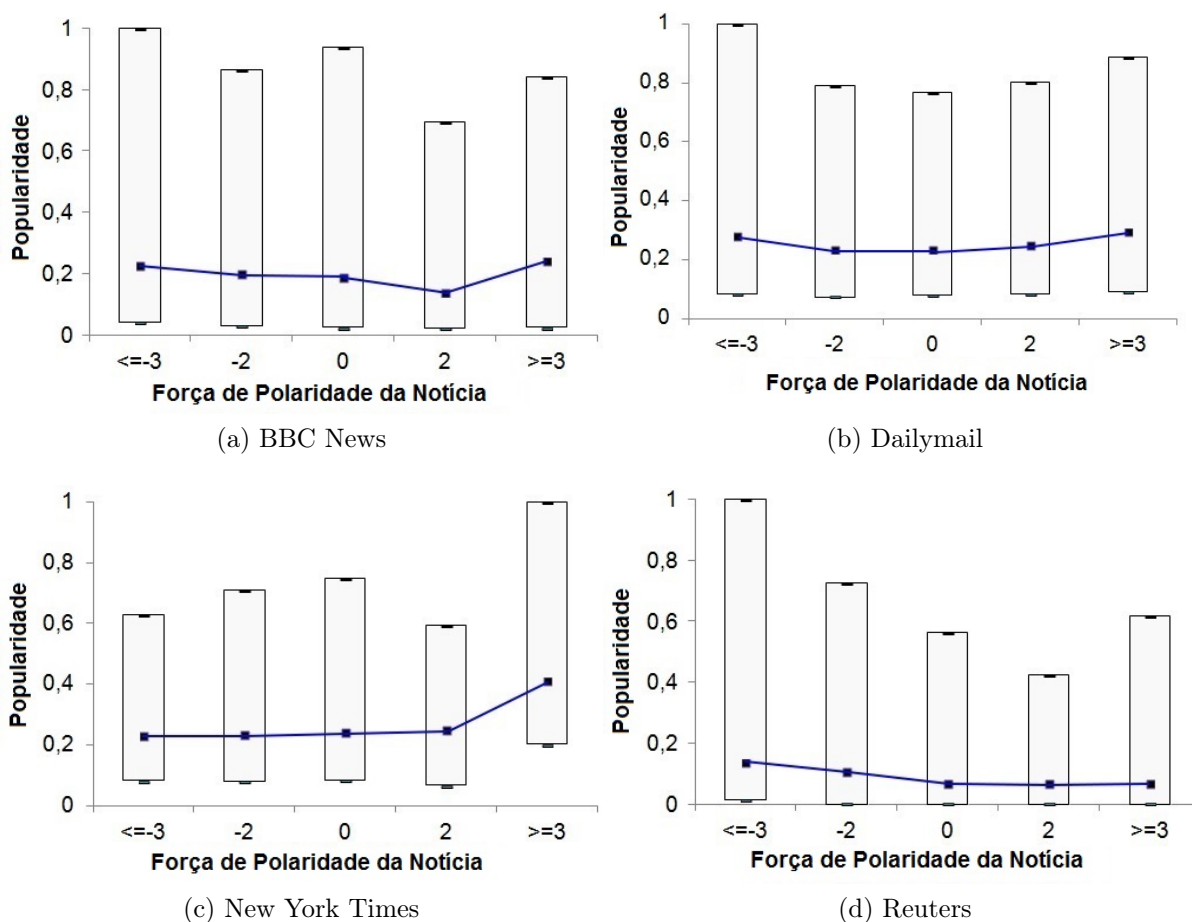 1
0,8
0,6
0,4
0,2
0
Popularidade
<=-3 -2 0 2 >=3
Força de Polaridade da Notícia
(a) BBC News
1
0,8
0,6
0,4
0,2
0
Popularidade
<=-3 -2 0 2 >=3
Força de Polaridade da Notícia
(b) Dailymail
1
0,8
0,6
0,4
0,2
0
Popularidade
<=-3 -2 0 2 >=3
Força de Polaridade da Notícia
(c) New York Times
1
0,8
0,6
0,4
0,2
0
Popularidade
<=-3 -2 0 2 >=3
Força de Polaridade da Notícia
(d) Reuters